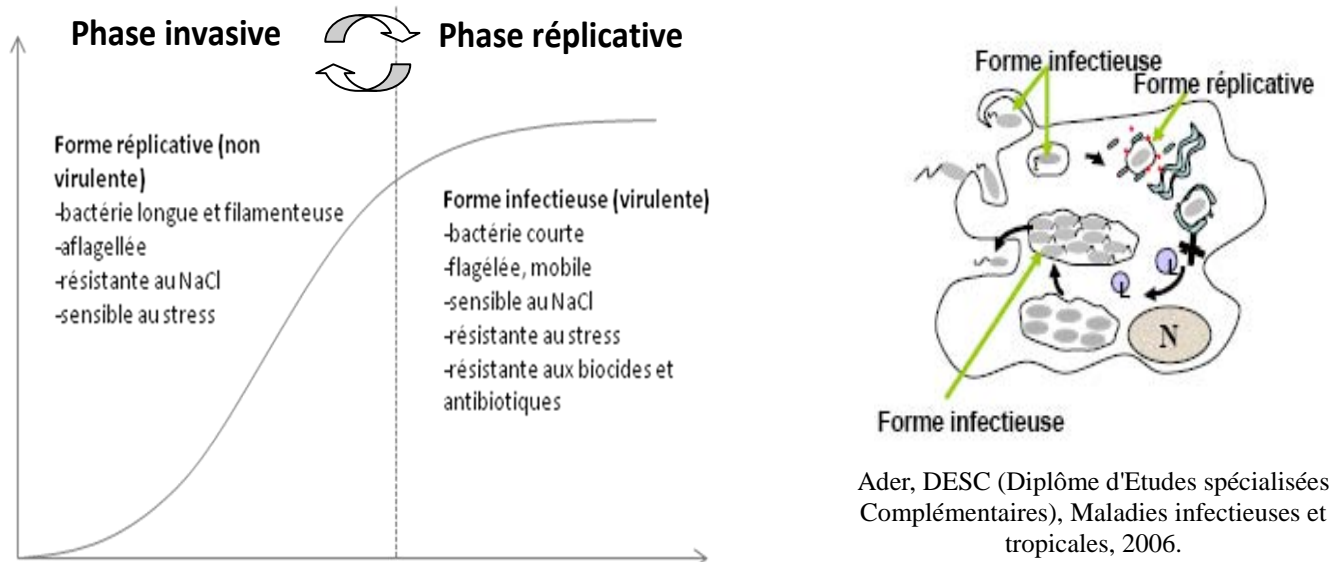 Phase invasive
Phase réplicative
Forme réplicative (non
virulente)
-bactérie longue et filamenteuse
-aflagellée
-résistante au NaCl
-sensible au stress
Forme infectieuse (virulente)
-bactérie courte
-flagélée, mobile
-sensible au NaCl
-résistante au stress
-résistante aux biocides et
antibiotiques
Forme infectieuse
Forme réplicative
L
L
N
Forme infectieuse
Ader, DESC (Diplôme d'Etudes spécialisées
Complémentaires), Maladies infectieuses et
tropicales, 2006.